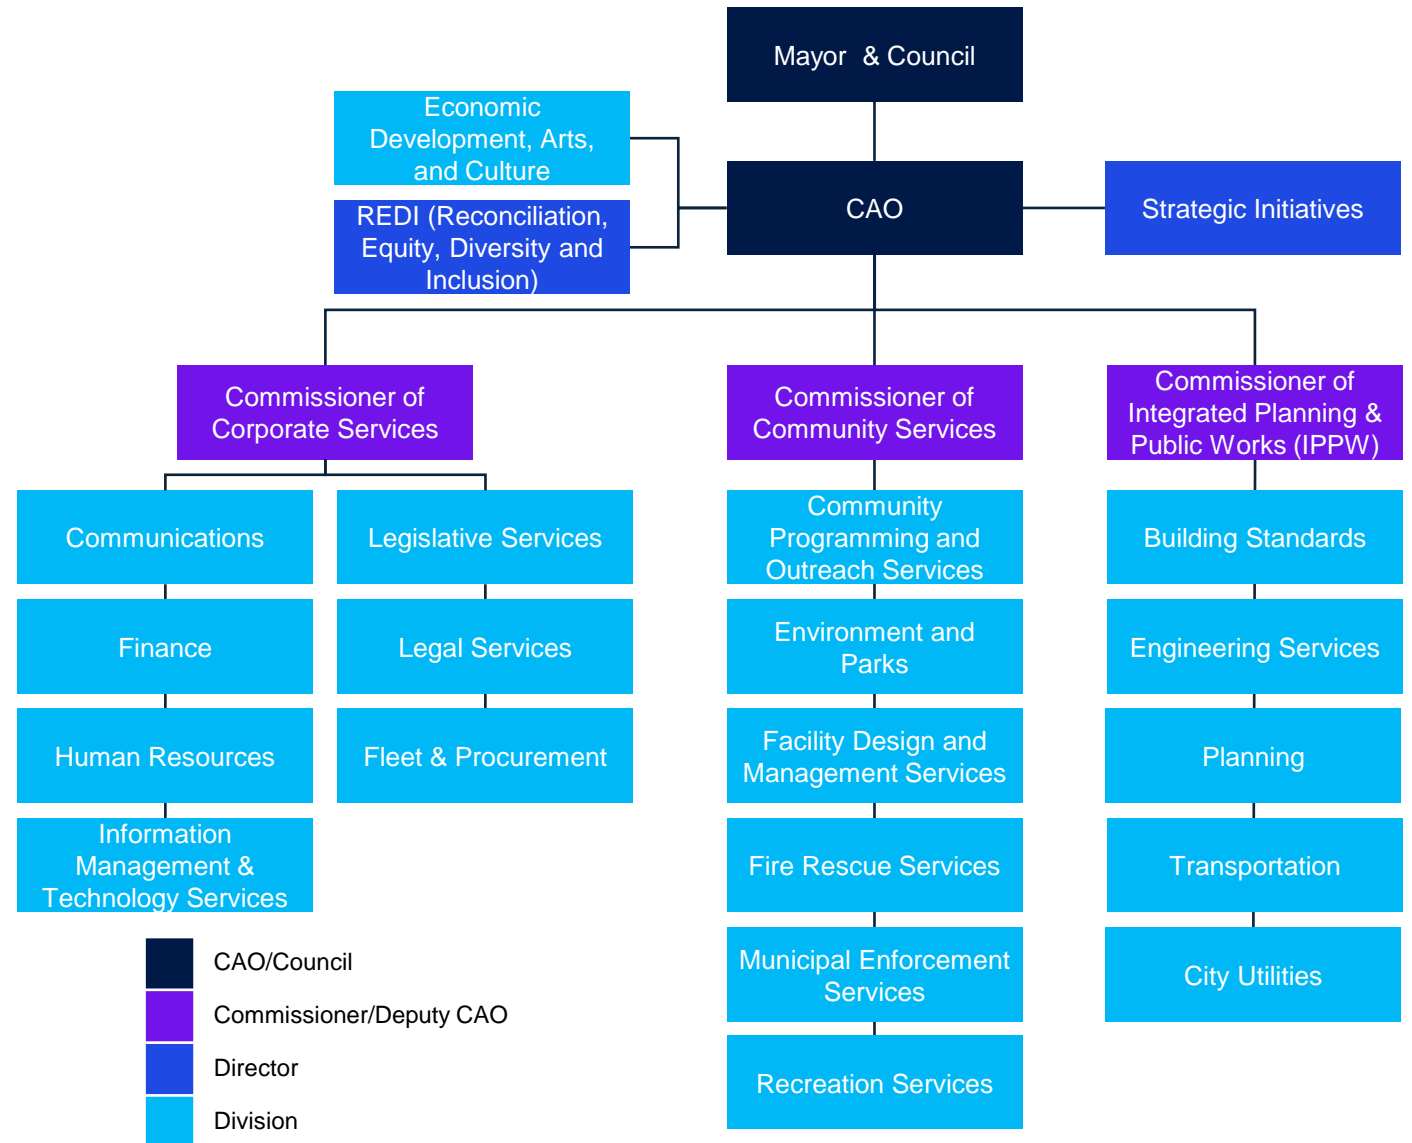 Mayor & Council
Economic
Development, Arts,
and Culture
CAO
Strategic Initiatives
REDI (Reconciliation,
Equity, Diversity and
Inclusion)
Commissioner of
Corporate Services
Commissioner of
Community Services
Commissioner of
Integrated Planning &
Public Works (IPPW)
Communications
Finance
Human Resources
Information
Management &
Technology Services
Legislative Services
Legal Services
Fleet & Procurement
Community
Programming and
Outreach Services
Environment and
Parks
Facility Design and
Management Services
Fire Rescue Services
Municipal Enforcement
Services
Recreation Services
Building Standards
Engineering Services
Planning
Transportation
City Utilities
CAO/Council
Commissioner/Deputy CAO
Director
Division